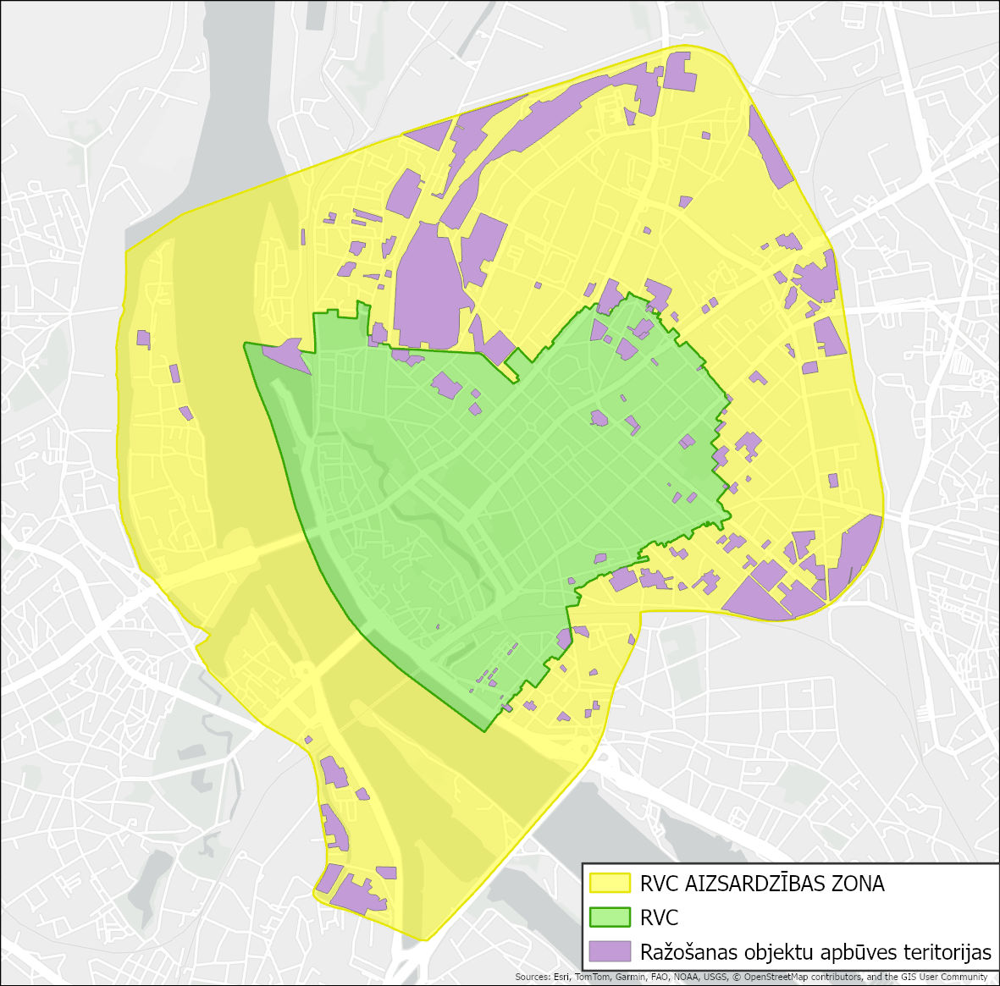 RVC AIZSARDZĪBAS ZONA
RVC
Ražošanas objektu apbūves teritorijas
Sources: Esri, TomTom, Garmin, FAO, NOAA, USGS, © OpenStreetMap contributors, and the GIS User Community